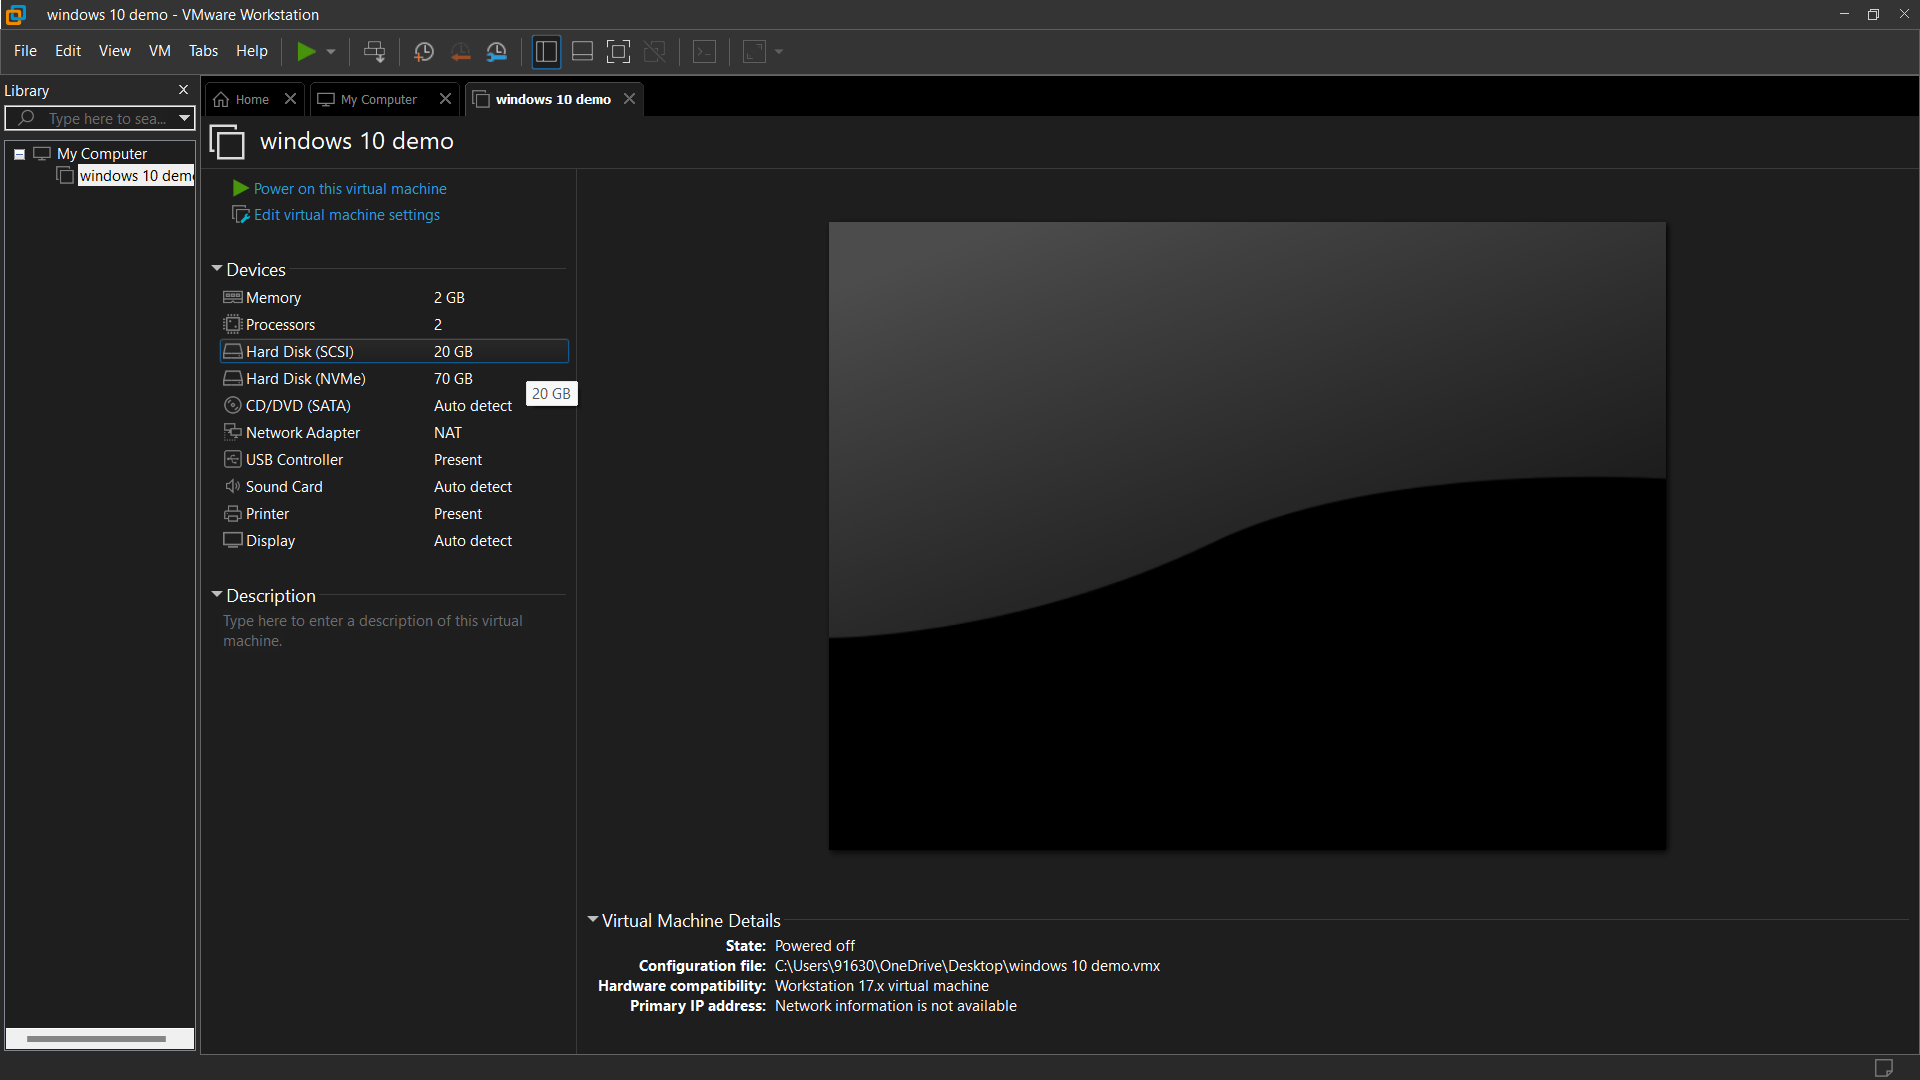 windows 10 demo - VMware Workstation
File Edit View VM Tabs Help
Library
Type here to sea...
My Computer
windows 10 dem
Home
My Computer
windows 10 demo
windows 10 demo
Power on this virtual machine
Edit virtual machine settings
Devices
Memory 2 GB
Processors 2
Hard Disk (SCSI) 20 GB
Hard Disk (NVMe) 70 GB
20 GB
CD/DVD (SATA) Auto detect
Network Adapter NAT
USB Controller Present
Sound Card Auto detect
Printer Present
Display Auto detect
Description
Type here to enter a description of this virtual
machine.
Virtual Machine Details
State: Powered off
Configuration file: C:\Users\91630\OneDrive\Desktop\windows 10 demo.vmx
Hardware compatibility: Workstation 17.x virtual machine
Primary IP address: Network information is not available